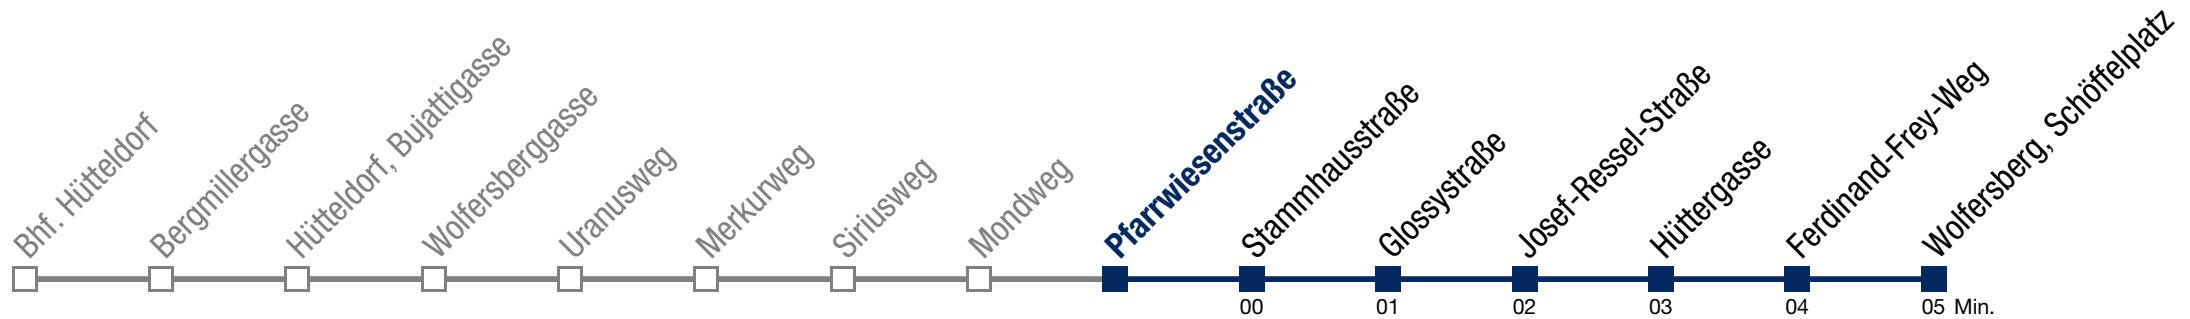 Bhf. Hütteldorf
Bergmillergasse
Hütteldorf, Bujattigasse
Wolfersberggasse
Uranusweg
Merkurweg
Siriusweg
Mondweg
Pfarrwiesenstraße
Stammhausstraße
Glossystraße
Josef-Ressel-Straße
Hüttergasse
Ferdinand-Frey-Weg
Wolfersberg, Schöffelplatz
00 01 02 03 04 05 Min.